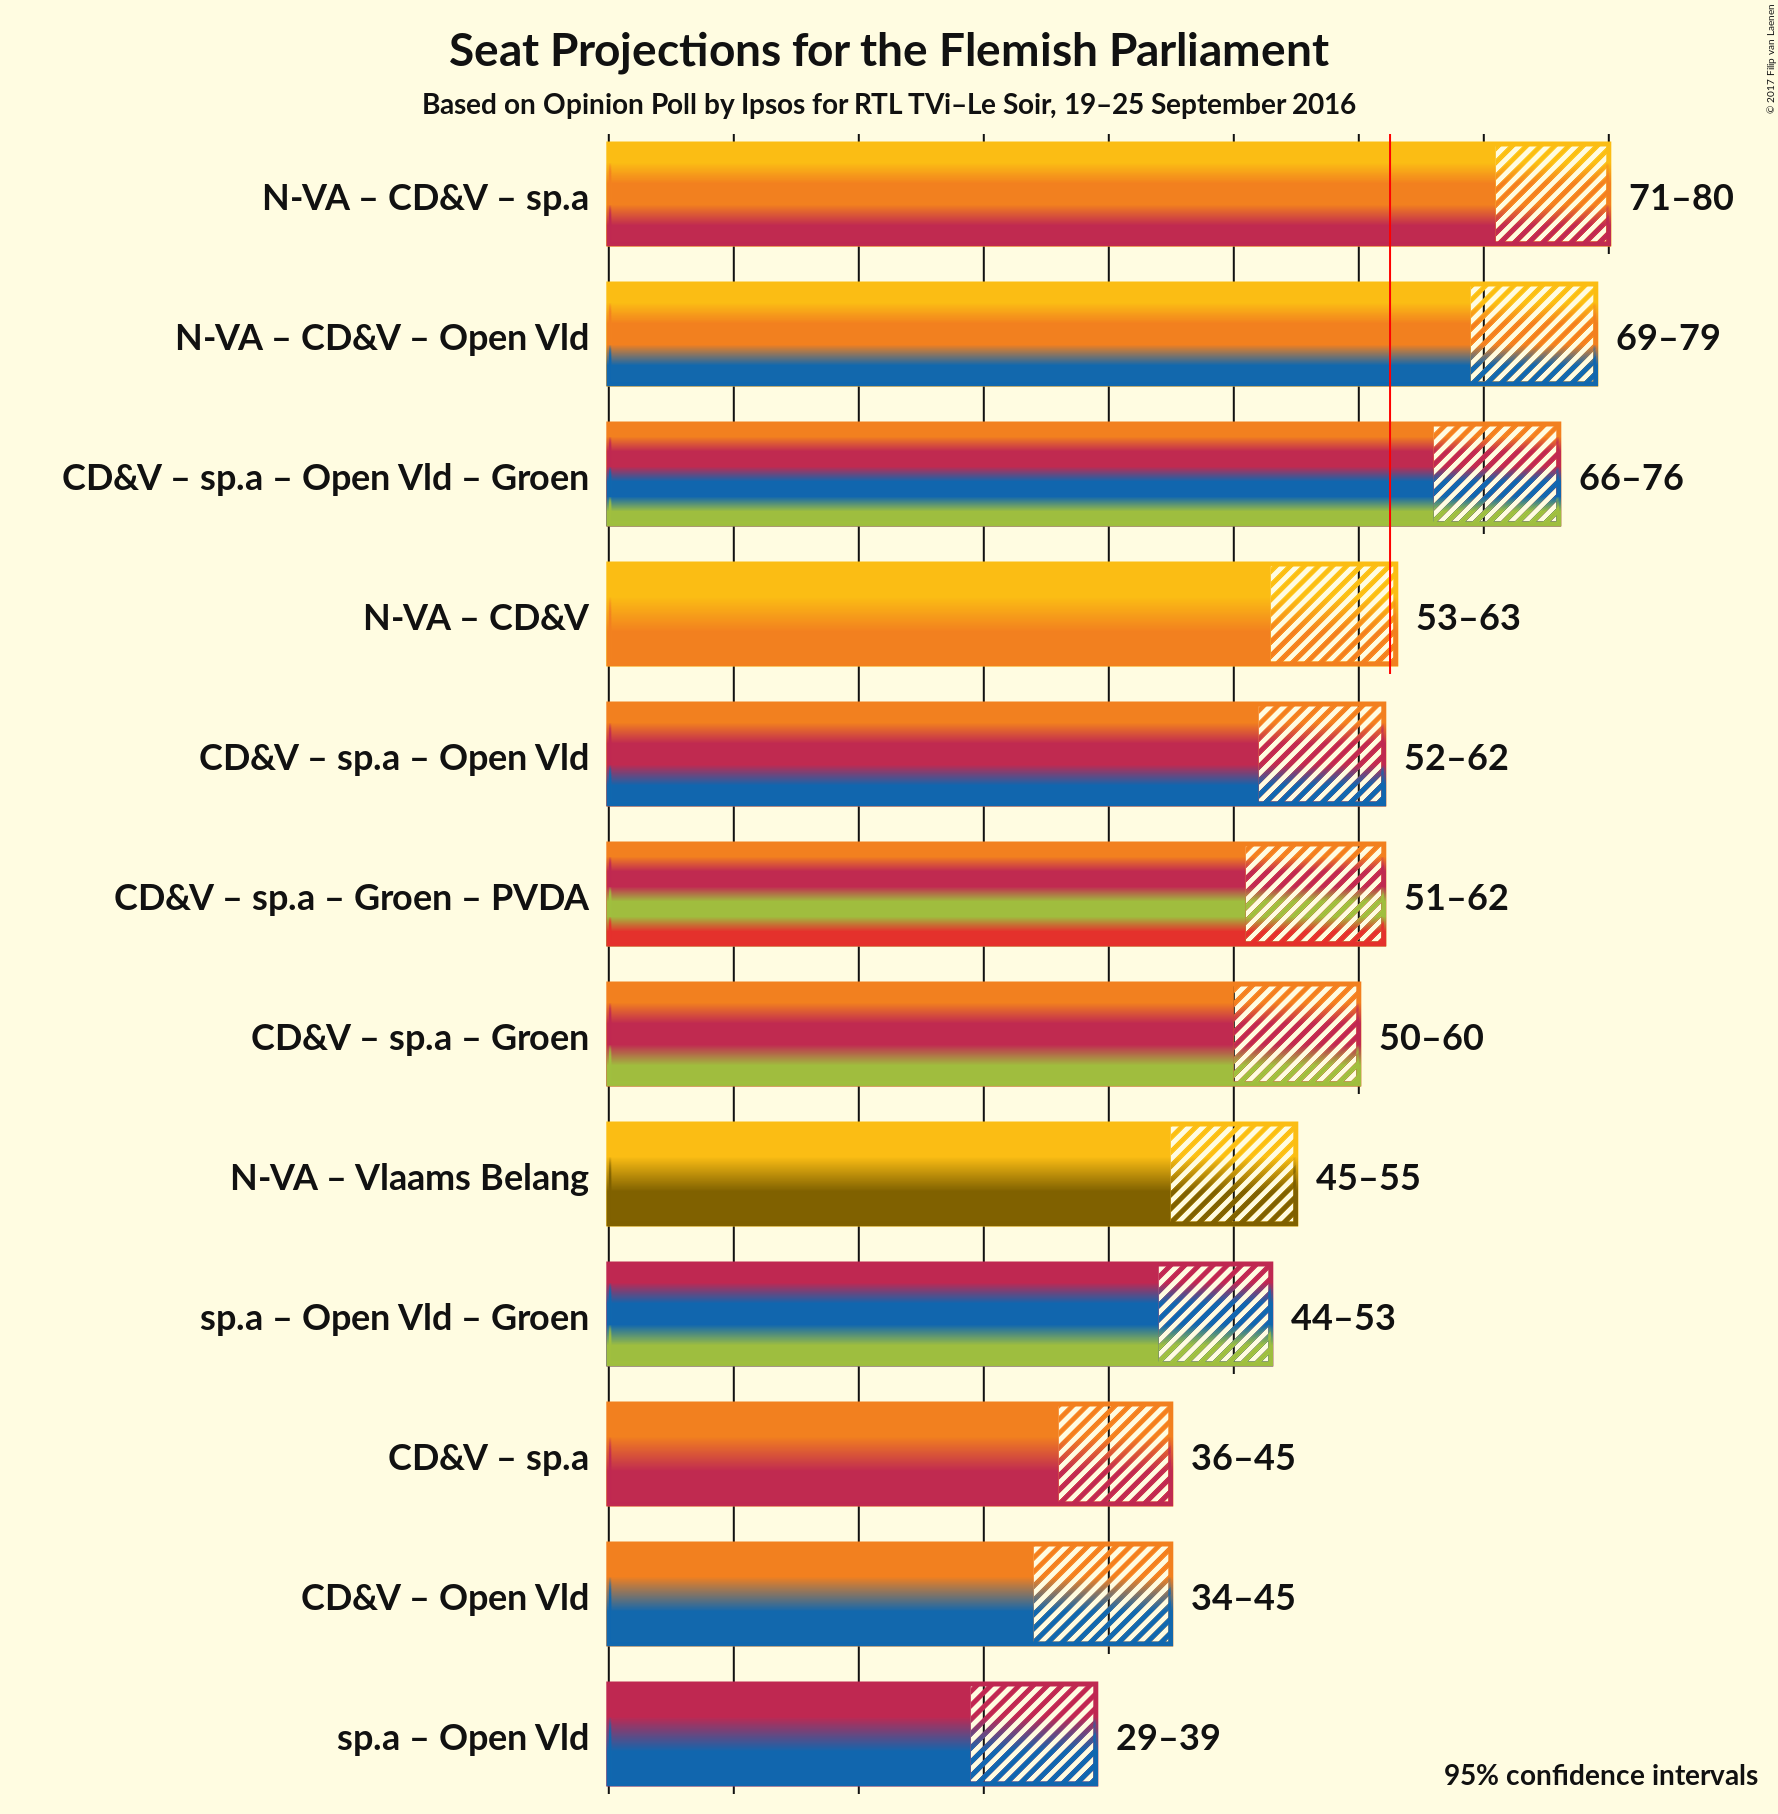 Seat Projections for the Flemish Parliament
Based on Opinion Poll by Ipsos for RTL TVi–Le Soir, 19–25 September 2016
© 2017 Filip van Laenen
N-VA – CD&V – sp.a 71–80
N-VA – CD&V – Open Vld 69–79
CD&V – sp.a – Open Vld – Groen 66–76
N-VA – CD&V 53–63
CD&V – sp.a – Open Vld 52–62
CD&V – sp.a – Groen – PVDA 51–62
CD&V – sp.a – Groen 50–60
N-VA – Vlaams Belang 45–55
sp.a – Open Vld – Groen 44–53
CD&V – sp.a 36–45
CD&V – Open Vld 34–45
sp.a – Open Vld 29–39
95% confidence intervals